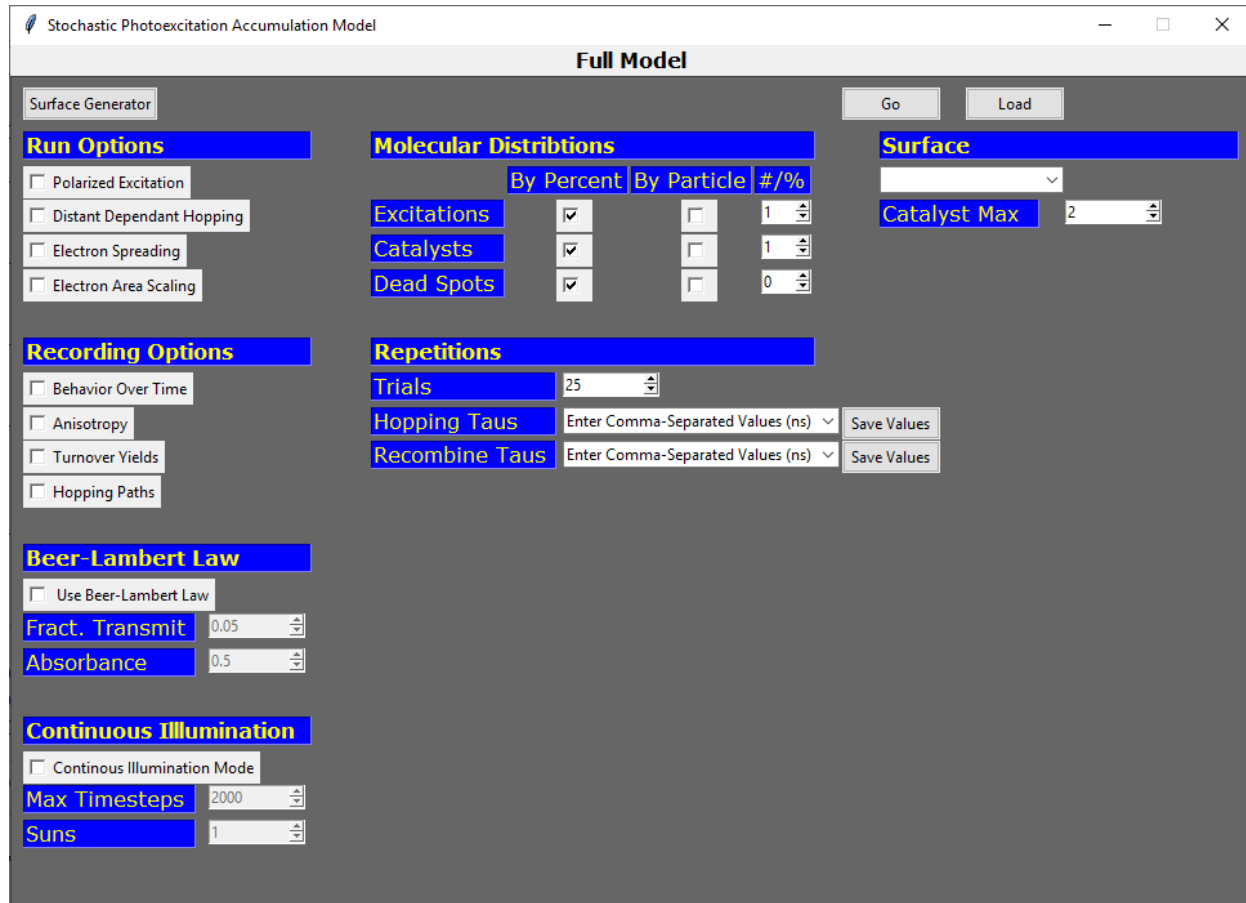 Stochastic Photoexcitation Accumulation Model
Full Model
Surface Generator
Go
Load
Run Options
Polarized Excitation
Distant Dependant Hopping
Electron Spreading
Electron Area Scaling
Molecular Distribtions
By Percent By Particle #/%
Excitations 1
Catalysts 1
Dead Spots 0
Surface
Catalyst Max 2
Recording Options
Behavior Over Time
Anisotropy
Turnover Yields
Hopping Paths
Repetitions
Trials 25
Hopping Taus Enter Comma-Separated Values (ns) Save Values
Recombine Taus Enter Comma-Separated Values (ns) Save Values
Beer-Lambert Law
Use Beer-Lambert Law
Fract. Transmit 0.05
Absorbance 0.5
Continuous Illlumination
Continous Illumination Mode
Max Timesteps 2000
Suns 1